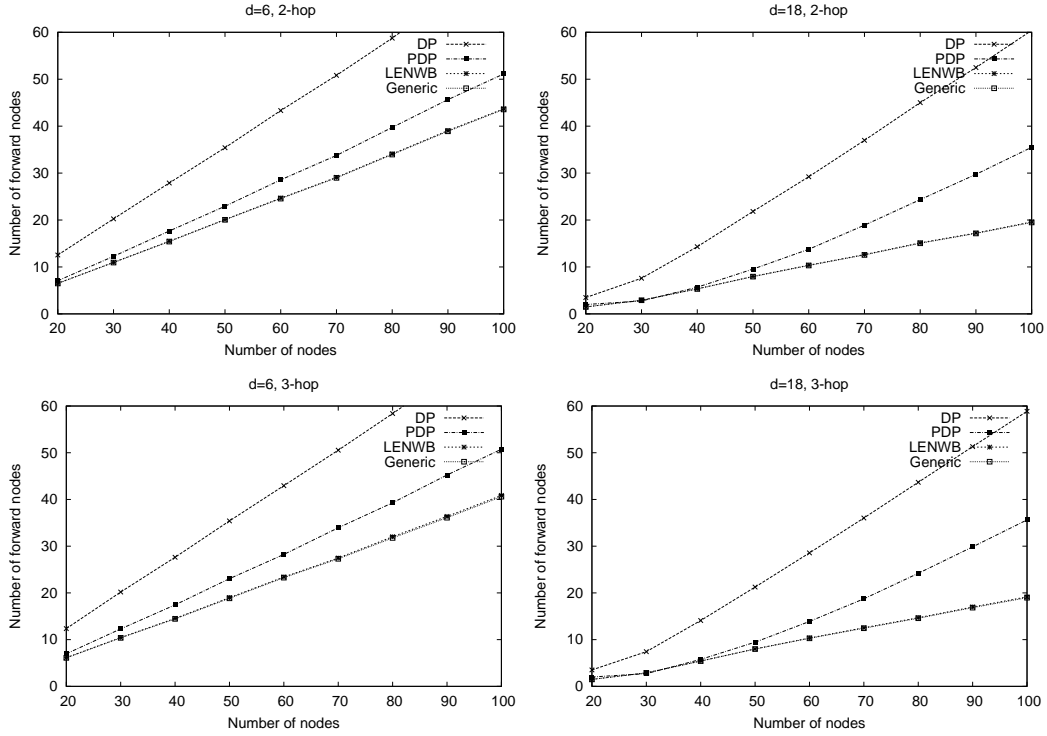 d=6, 2-hop
Number of forward nodes
60
50
40
30
20
10
0
DP
PDP
LENWB
Generic
20 30 40 50 60 70 80 90 100
Number of nodes
d=18, 2-hop
Number of forward nodes
60
50
40
30
20
10
0
DP
PDP
LENWB
Generic
20 30 40 50 60 70 80 90 100
Number of nodes
d=6, 3-hop
Number of forward nodes
60
50
40
30
20
10
0
DP
PDP
LENWB
Generic
20 30 40 50 60 70 80 90 100
Number of nodes
d=18, 3-hop
Number of forward nodes
60
50
40
30
20
10
0
DP
PDP
LENWB
Generic
20 30 40 50 60 70 80 90 100
Number of nodes